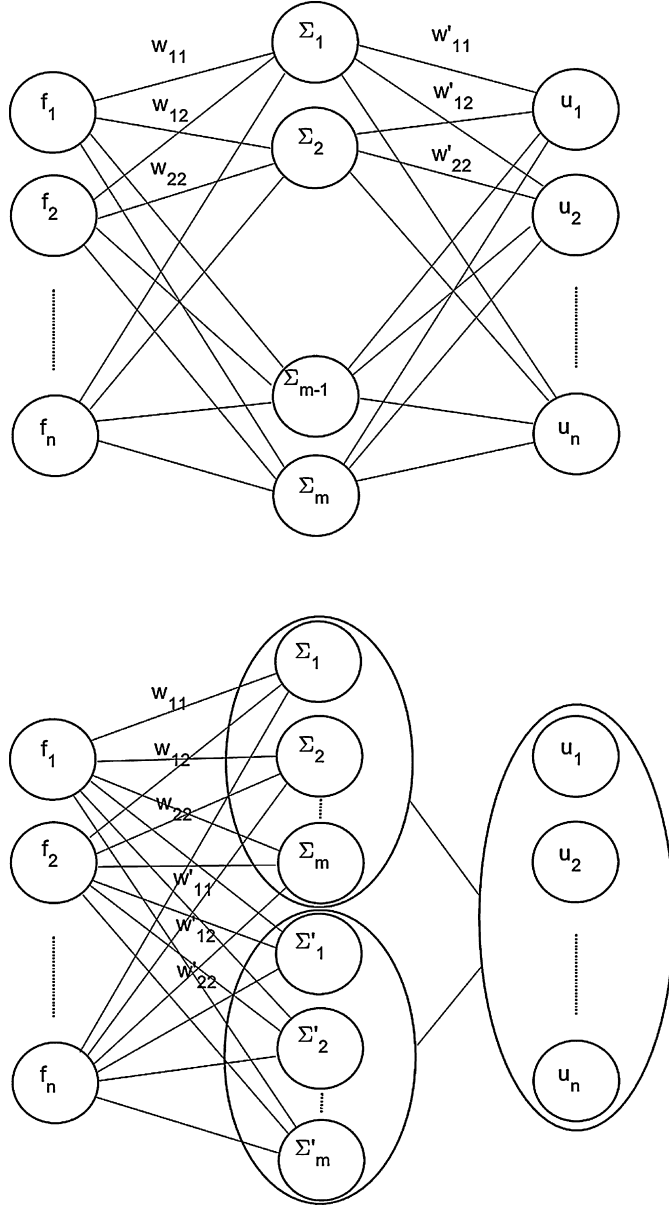 w₁₁ Σ₁ w'₁₁
f₁ w₁₂ Σ₂ w'₁₂ u₁
f₂ w₂₂ w'₂₂ u₂
Σₘ₋₁
fₙ uₙ
Σₘ
Σ₁
w₁₁
f₁ w₁₂ Σ₂ u₁
w₂₂
f₂ Σₘ u₂
w'₁₁
w'₁₂ Σ'₁
w'₂₂
Σ'₂
fₙ uₙ
Σ'ₘ